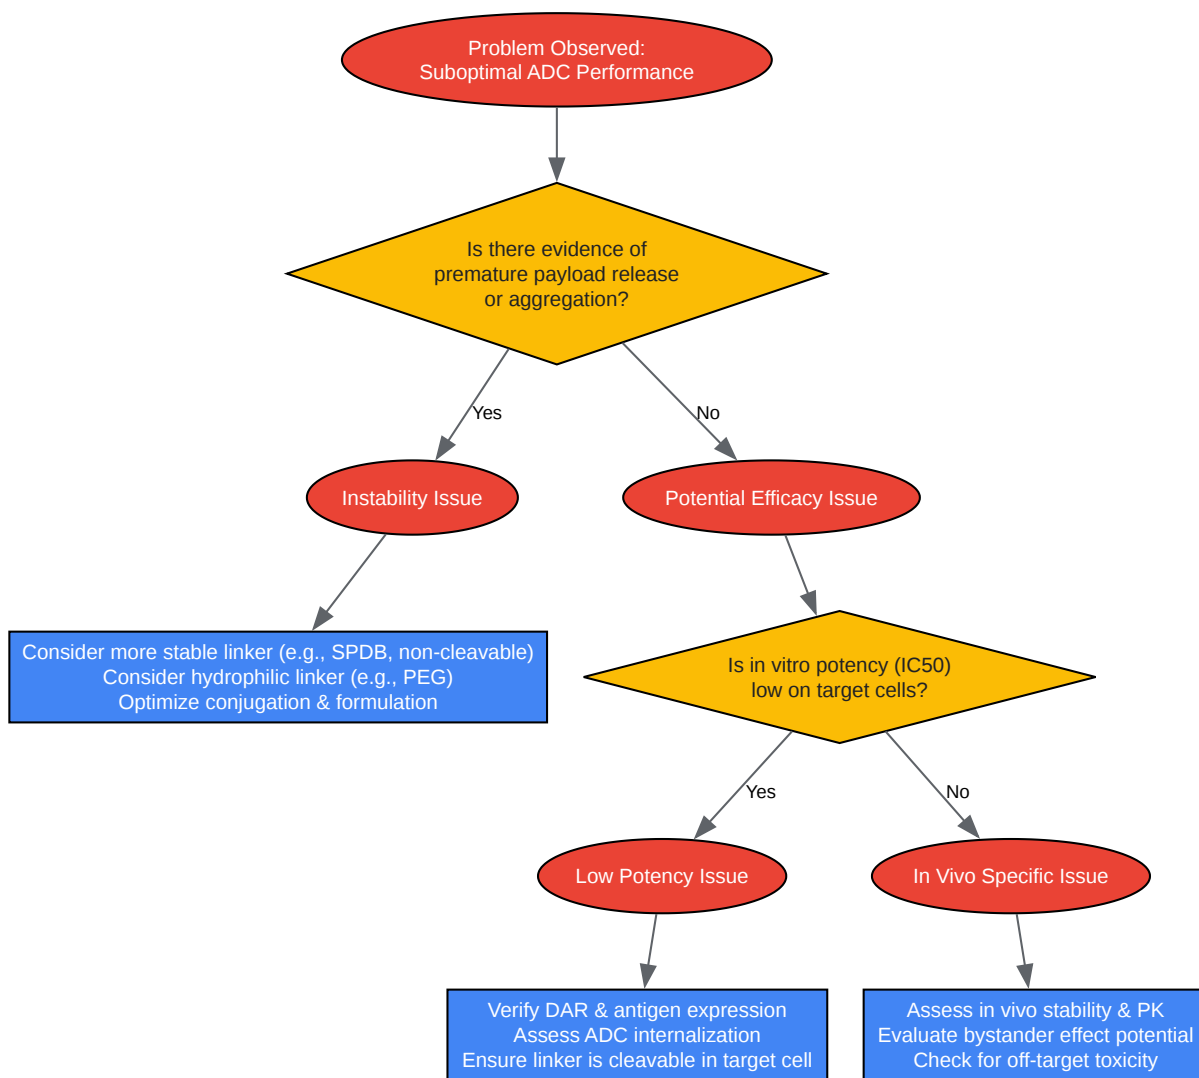 Problem Observed:
Suboptimal ADC Performance
Is there evidence of
premature payload release
or aggregation?
Yes
No
Instability Issue
Potential Efficacy Issue
Consider more stable linker (e.g., SPDB, non-cleavable)
Consider hydrophilic linker (e.g., PEG)
Optimize conjugation & formulation
Is in vitro potency (IC50)
low on target cells?
Yes
No
Low Potency Issue
In Vivo Specific Issue
Verify DAR & antigen expression
Assess ADC internalization
Ensure linker is cleavable in target cell
Assess in vivo stability & PK
Evaluate bystander effect potential
Check for off-target toxicity